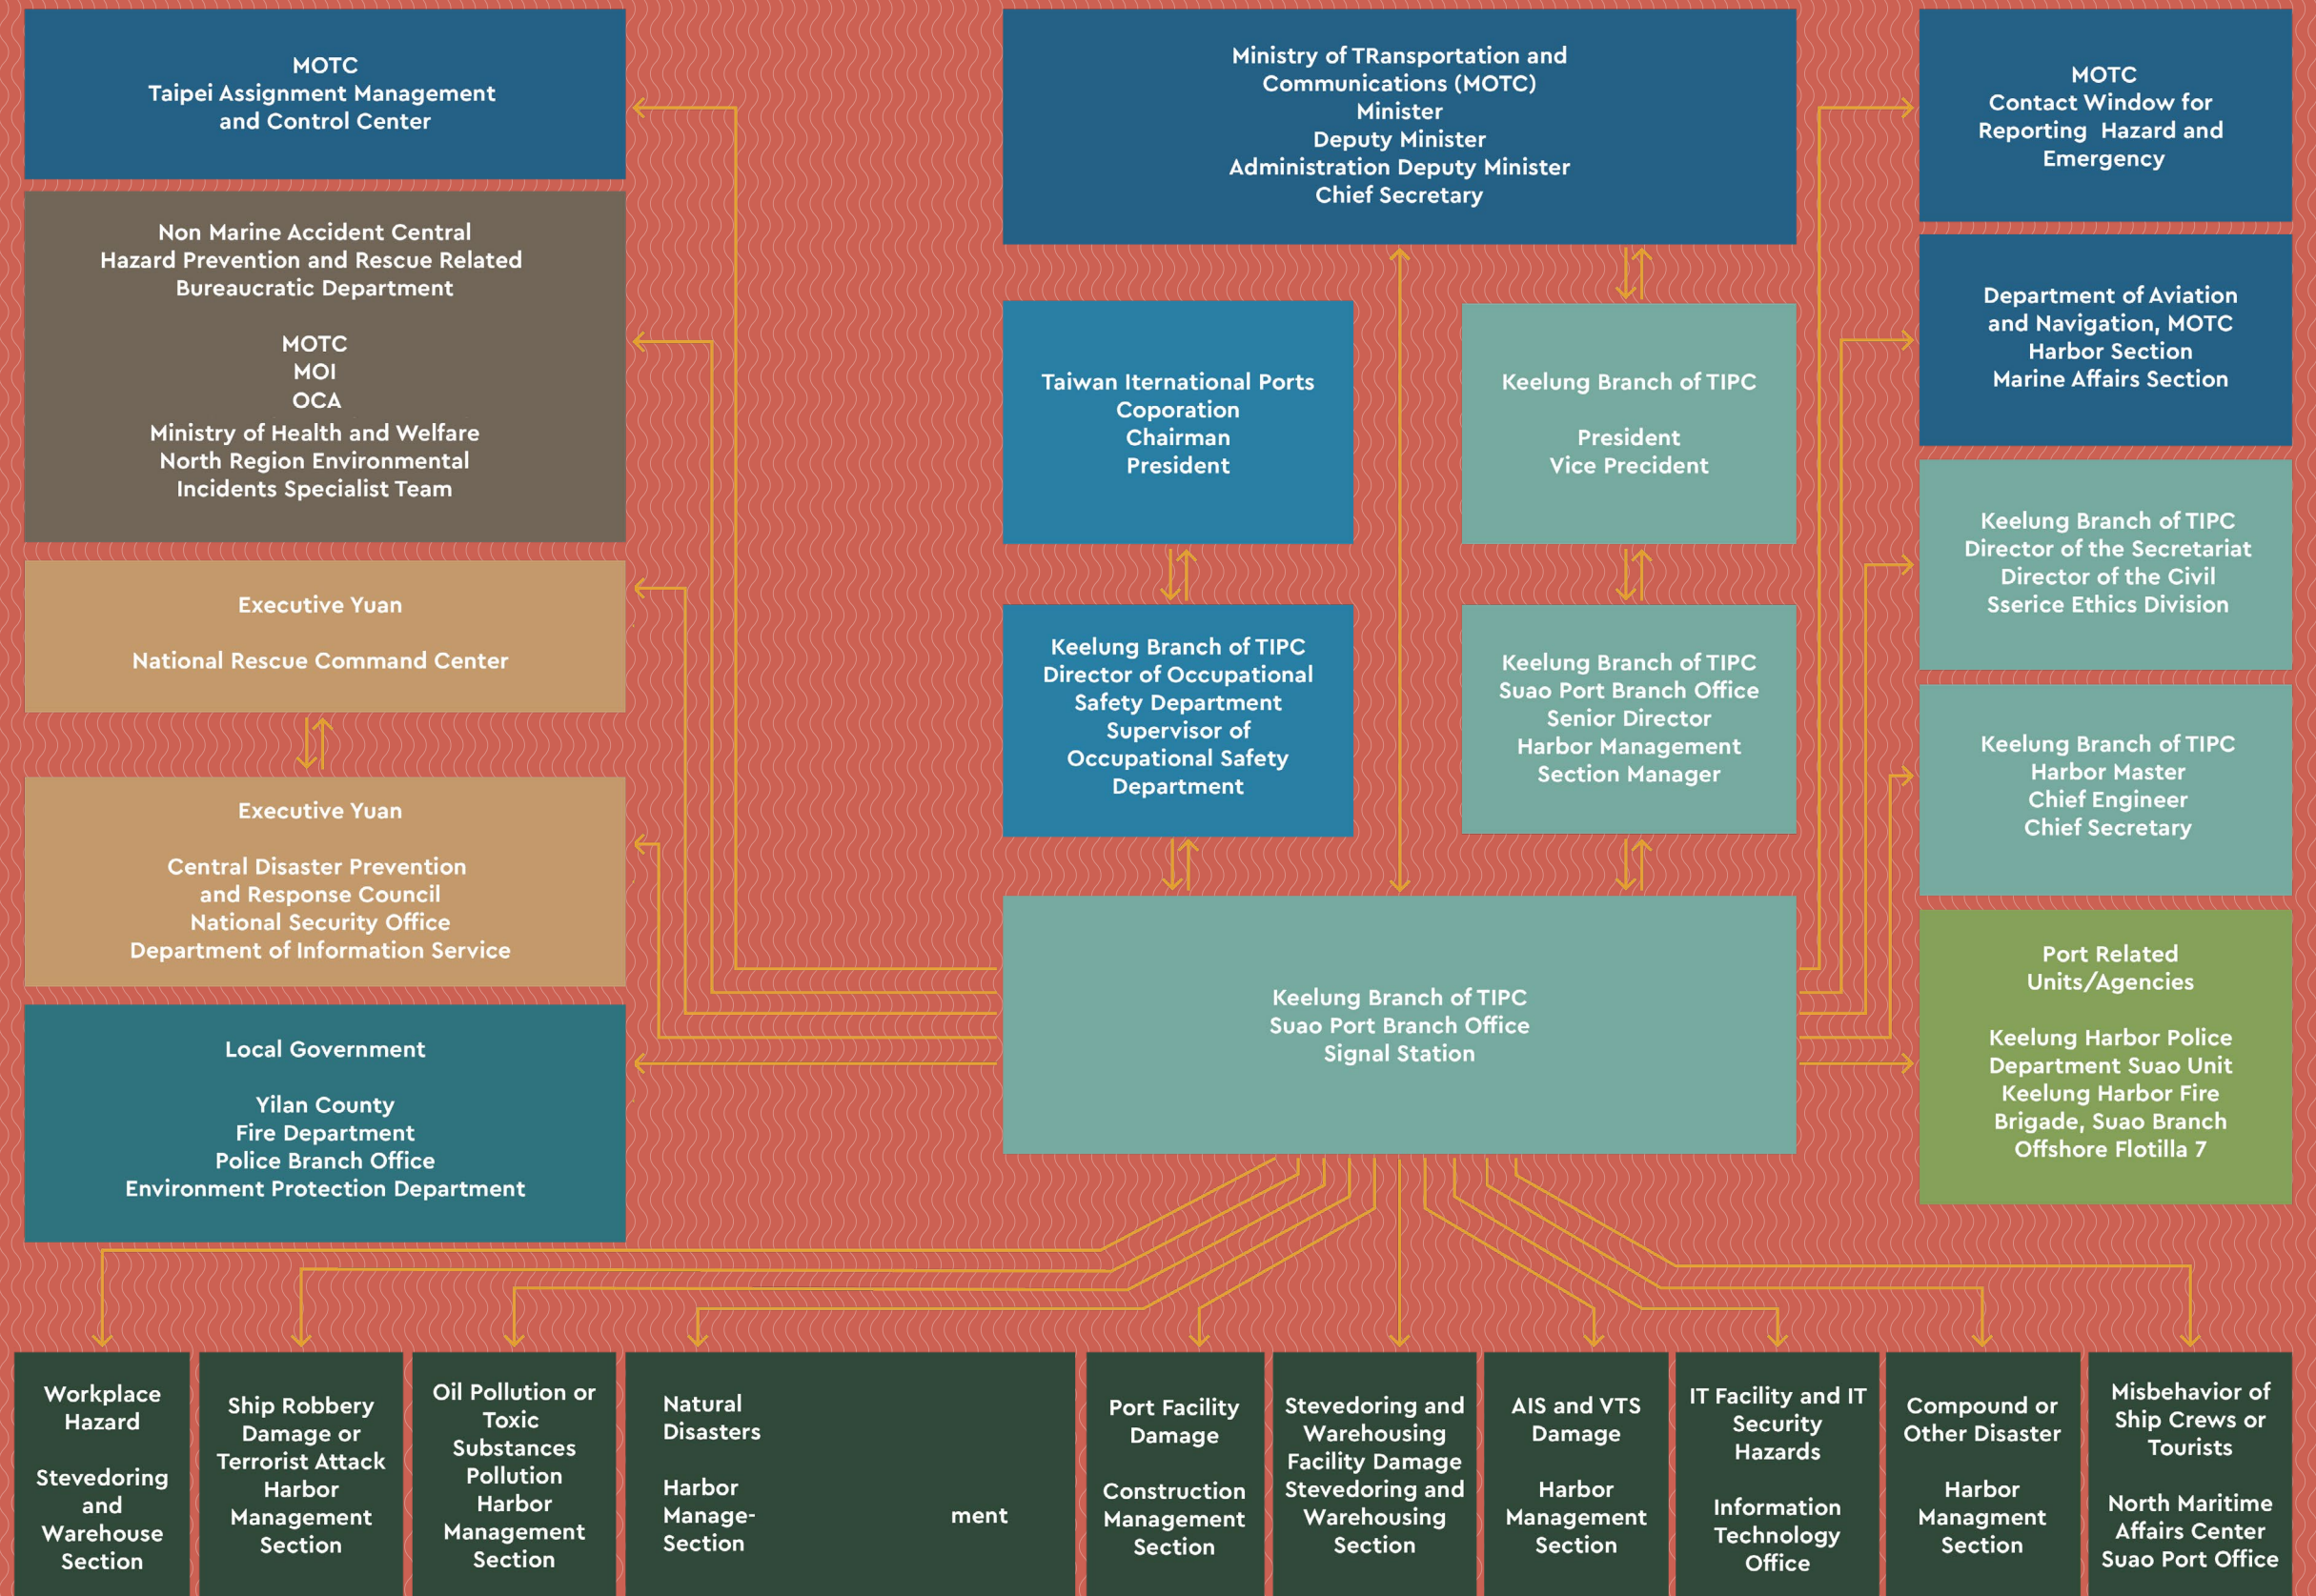 MOTC
Taipei Assignment Management
and Control Center
Non Marine Accident Central
Hazard Prevention and Rescue Related
Bureaucratic Department
MOTC
MOI
OCA
Ministry of Health and Welfare
North Region Environmental
Incidents Specialist Team
Executive Yuan
National Rescue Command Center
Executive Yuan
Central Disaster Prevention
and Response Council
National Security Office
Department of Information Service
Local Government
Yilan County
Fire Department
Police Branch Office
Environment Protection Department
Ministry of TRansportation and
Communications (MOTC)
Minister
Deputy Minister
Administration Deputy Minister
Chief Secretary
Taiwan Iternational Ports
Coporation
Chairman
President
Keelung Branch of TIPC
President
Vice Precident
Keelung Branch of TIPC
Director of Occupational
Safety Department
Supervisor of
Occupational Safety
Department
Keelung Branch of TIPC
Suao Port Branch Office
Senior Director
Harbor Management
Section Manager
Keelung Branch of TIPC
Suao Port Branch Office
Signal Station
MOTC
Contact Window for
Reporting Hazard and
Emergency
Department of Aviation
and Navigation, MOTC
Harbor Section
Marine Affairs Section
Keelung Branch of TIPC
Director of the Secretariat
Director of the Civil
Sserice Ethics Division
Keelung Branch of TIPC
Harbor Master
Chief Engineer
Chief Secretary
Port Related
Units/Agencies
Keelung Harbor Police
Department Suao Unit
Keelung Harbor Fire
Brigade, Suao Branch
Offshore Flotilla 7
Workplace
Hazard
Stevedoring
and
Warehouse
Section
Ship Robbery
Damage or
Terrorist Attack
Harbor
Management
Section
Oil Pollution or
Toxic
Substances
Pollution
Harbor
Management
Section
Natural
Disasters
Harbor
Manage- ment
Section
Port Facility
Damage
Construction
Management
Section
Stevedoring and
Warehousing
Facility Damage
Stevedoring and
Warehousing
Section
AIS and VTS
Damage
Harbor
Management
Section
IT Facility and IT
Security
Hazards
Information
Technology
Office
Compound or
Other Disaster
Harbor
Managment
Section
Misbehavior of
Ship Crews or
Tourists
North Maritime
Affairs Center
Suao Port Office